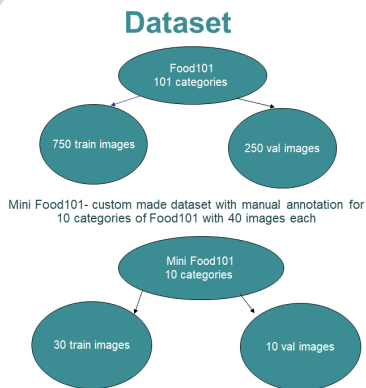 Dataset
Food101
101 categories
750 train images
250 val images
Mini Food101- custom made dataset with manual annotation for
10 categories of Food101 with 40 images each
Mini Food101
10 categories
30 train images
10 val images